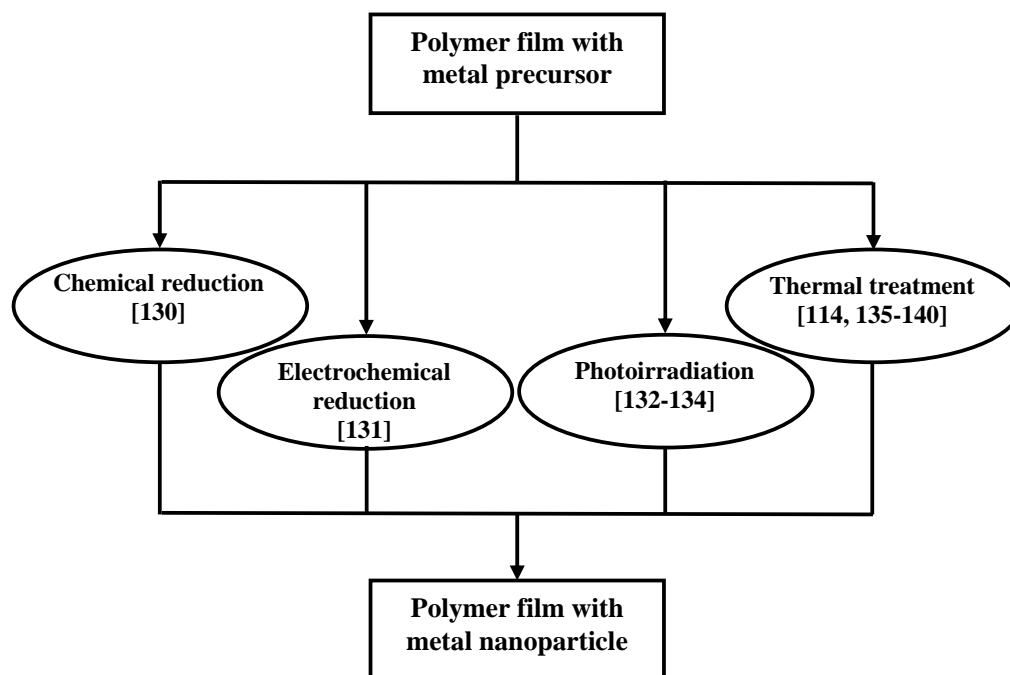 Polymer film with
metal precursor
Chemical reduction
[130]
Electrochemical
reduction
[131]
Photoirradiation
[132-134]
Thermal treatment
[114, 135-140]
Polymer film with
metal nanoparticle